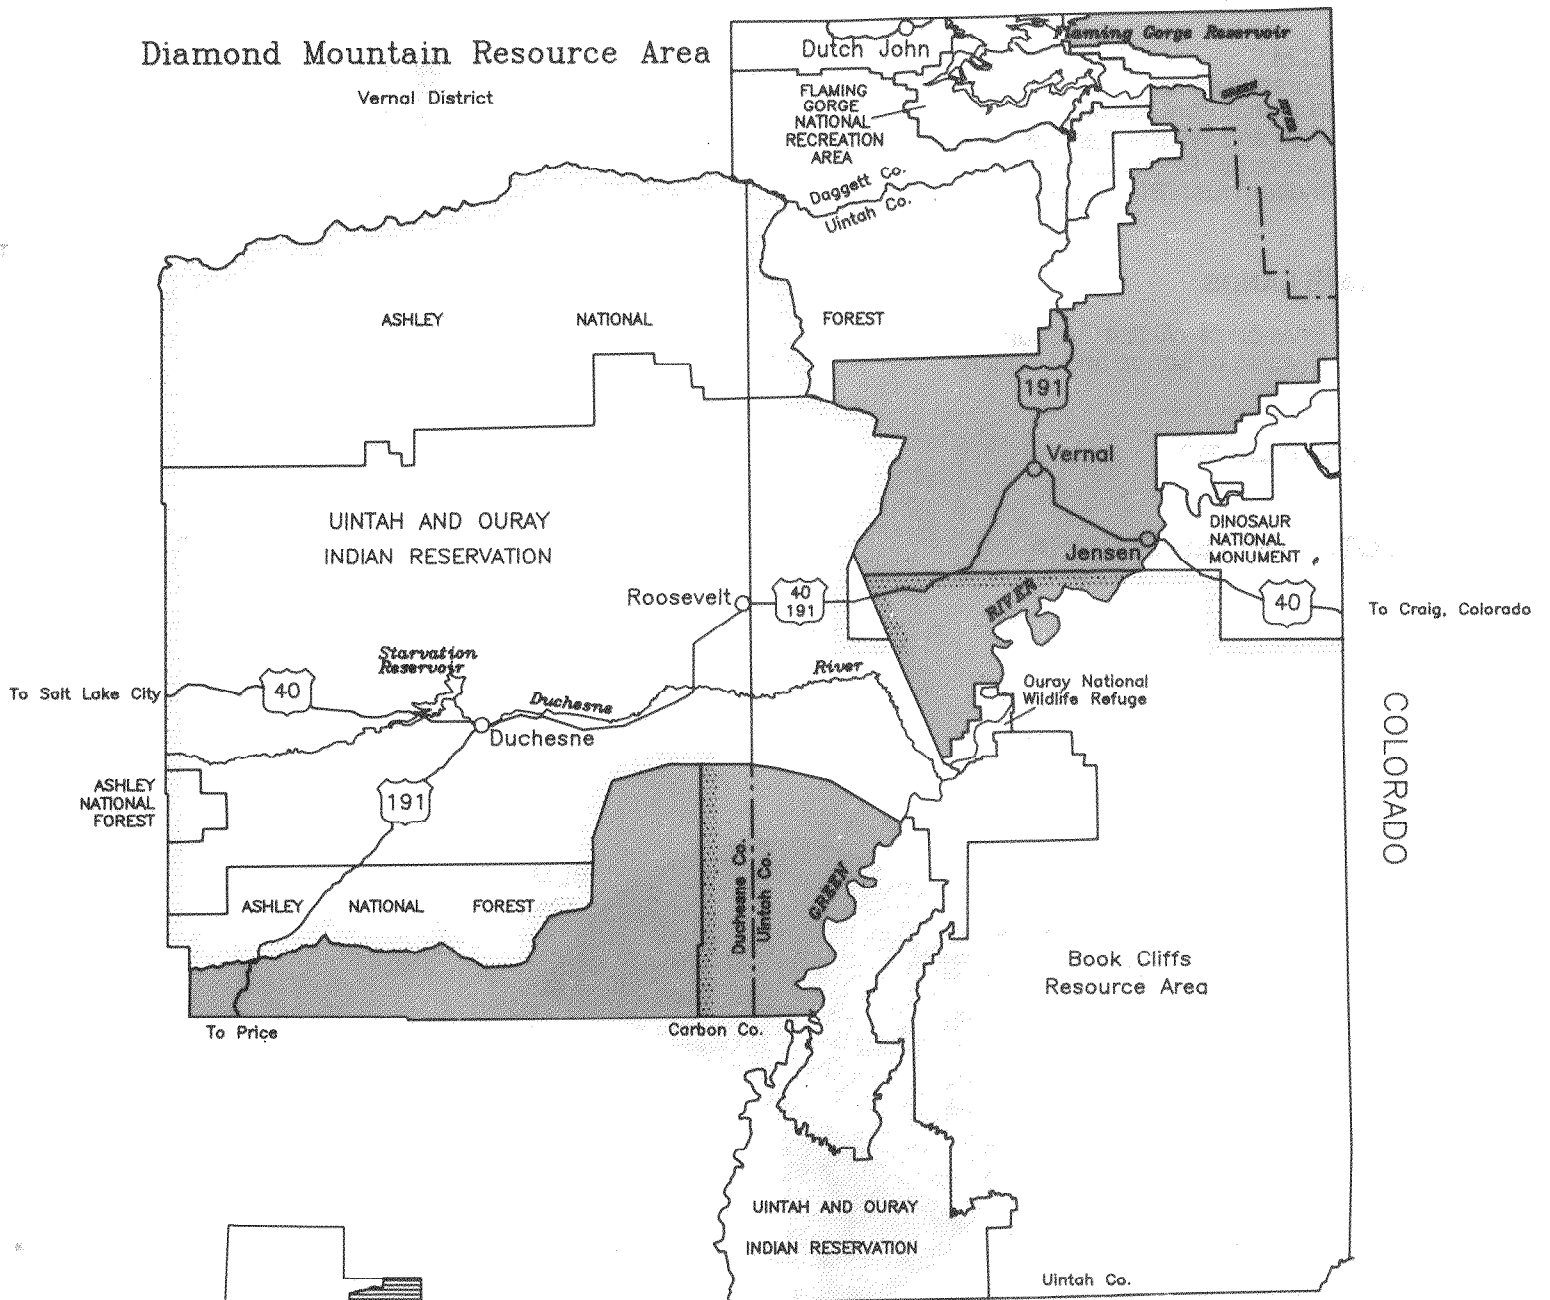 Diamond Mountain Resource Area
Vernal District
Dutch John
Flaming Gorge Reservoir
GREEN
RIVER
FLAMING
GORGE
NATIONAL
RECREATION
AREA
Daggett Co.
Uintah Co.
ASHLEY NATIONAL FOREST
191
Vernal
UINTAH AND OURAY
INDIAN RESERVATION
DINOSAUR
NATIONAL
MONUMENT
Jensen
Roosevelt
40
191
RIVER
40
To Craig, Colorado
Starvation
Reservoir
River
Ouray National
Wildlife Refuge
To Salt Lake City
40
Duchesne
Duchesne
COLORADO
ASHLEY
NATIONAL
FOREST
191
Duchesne Co.
Uintah Co.
GREEN
ASHLEY NATIONAL FOREST
Book Cliffs
Resource Area
To Price
Carbon Co.
UINTAH AND OURAY
INDIAN RESERVATION
Uintah Co.